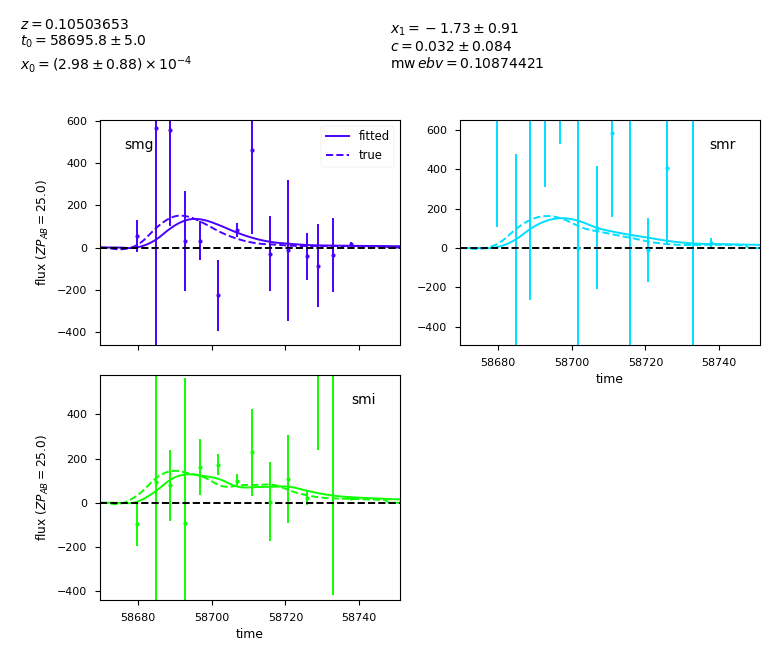 z = 0.10503653
t₀ = 58695.8 ± 5.0
x₀ = (2.98 ± 0.88) × 10⁻⁴
x₁ = −1.73 ± 0.91
c = 0.032 ± 0.084
mw ebv = 0.10874421
smg
fitted
true
600
400
200
0
−200
−400
flux (ZP_AB = 25.0)
smr
600
400
200
0
−200
−400
58680 58700 58720 58740
time
smi
400
200
0
−200
−400
flux (ZP_AB = 25.0)
58680 58700 58720 58740
time